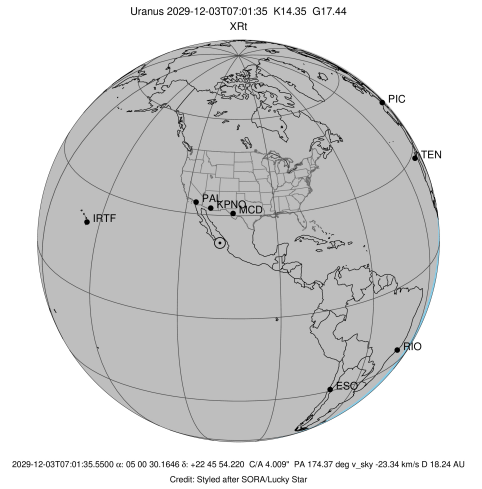 Uranus 2029-12-03T07:01:35 K14.35 G17.44
XRt
PIC
TEN
PAL
KPNO
MCD
IRTF
RIO
ESO
2029-12-03T07:01:35.5500 α: 05 00 30.1646 δ: +22 45 54.220 C/A 4.009" PA 174.37 deg v_sky -23.34 km/s D 18.24 AU
Credit: Styled after SORA/Lucky Star